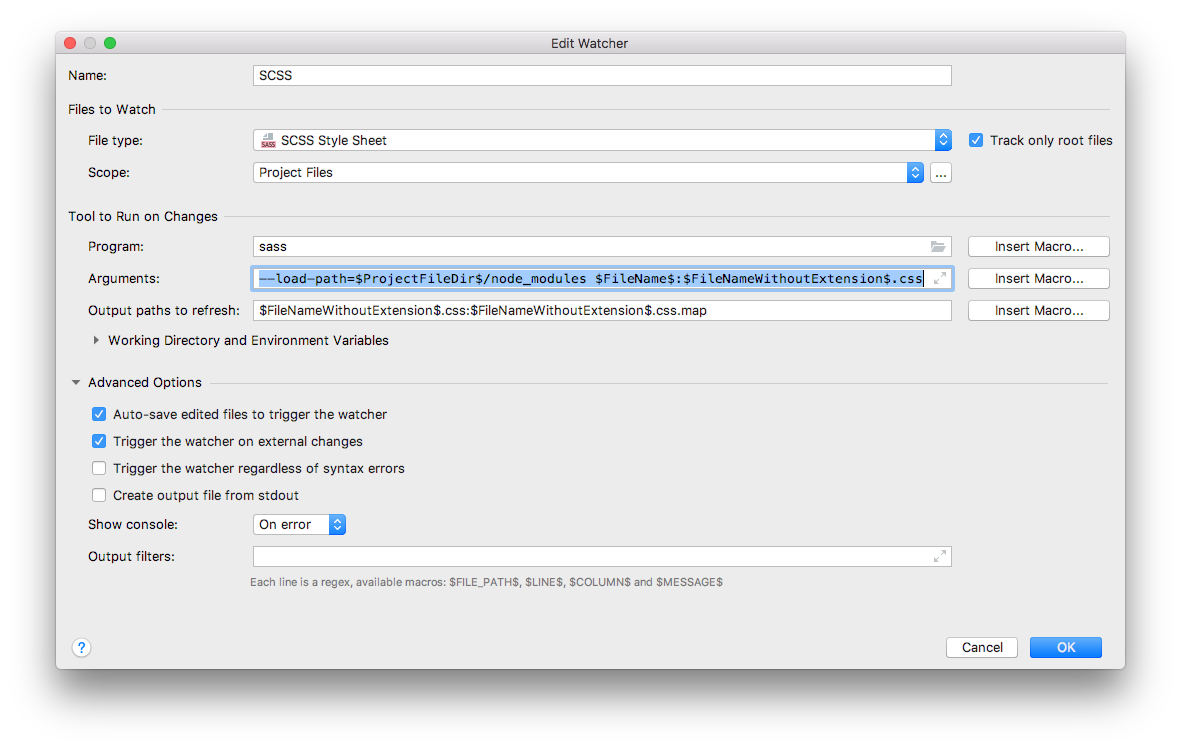 Edit Watcher
Name: SCSS
Files to Watch
File type: SASS SCSS Style Sheet Track only root files
Scope: Project Files ...
Tool to Run on Changes
Program: sass Insert Macro...
Arguments: --load-path=$ProjectFileDir$/node_modules $FileName$:$FileNameWithoutExtension$.css Insert Macro...
Output paths to refresh: $FileNameWithoutExtension$.css:$FileNameWithoutExtension$.css.map Insert Macro...
Working Directory and Environment Variables
Advanced Options
Auto-save edited files to trigger the watcher
Trigger the watcher on external changes
Trigger the watcher regardless of syntax errors
Create output file from stdout
Show console: On error
Output filters:
Each line is a regex, available macros: $FILE_PATH$, $LINE$, $COLUMN$ and $MESSAGE$
? Cancel OK